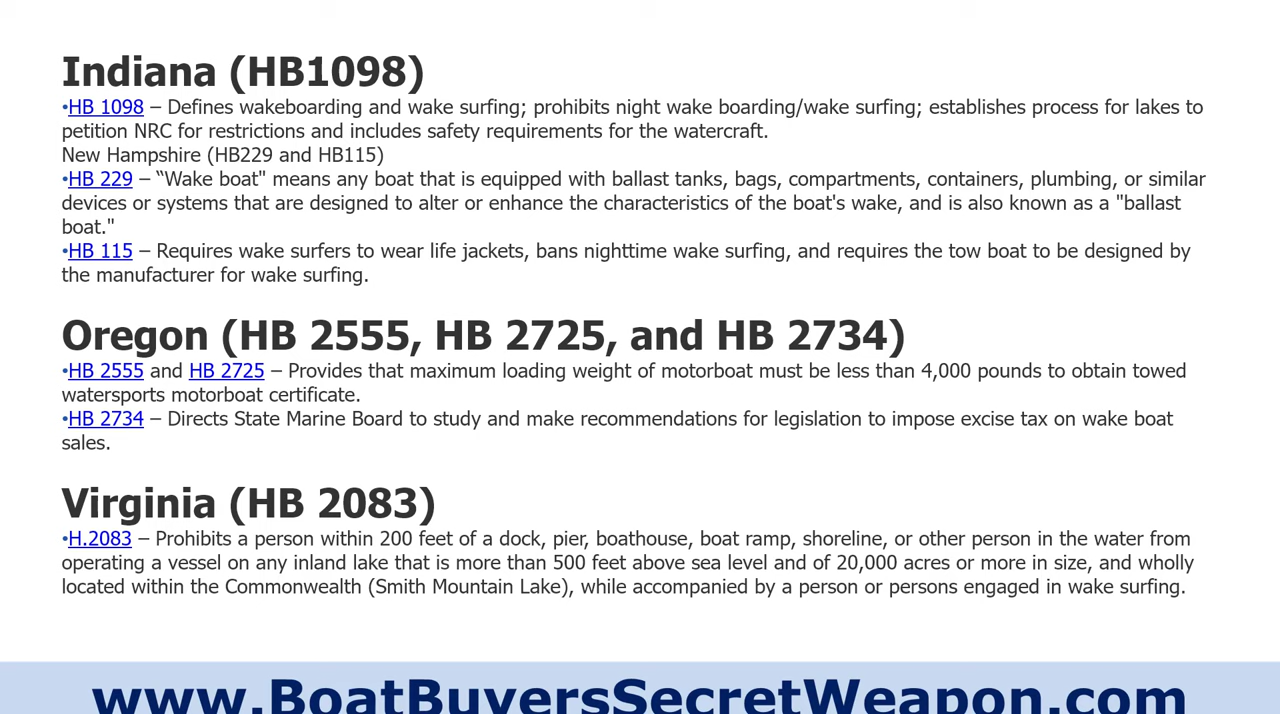 Indiana (HB1098)
•HB 1098 – Defines wakeboarding and wake surfing; prohibits night wake boarding/wake surfing; establishes process for lakes to
petition NRC for restrictions and includes safety requirements for the watercraft.
New Hampshire (HB229 and HB115)
•HB 229 – “Wake boat" means any boat that is equipped with ballast tanks, bags, compartments, containers, plumbing, or similar
devices or systems that are designed to alter or enhance the characteristics of the boat's wake, and is also known as a "ballast
boat."
•HB 115 – Requires wake surfers to wear life jackets, bans nighttime wake surfing, and requires the tow boat to be designed by
the manufacturer for wake surfing.
Oregon (HB 2555, HB 2725, and HB 2734)
•HB 2555 and HB 2725 – Provides that maximum loading weight of motorboat must be less than 4,000 pounds to obtain towed
watersports motorboat certificate.
•HB 2734 – Directs State Marine Board to study and make recommendations for legislation to impose excise tax on wake boat
sales.
Virginia (HB 2083)
•H.2083 – Prohibits a person within 200 feet of a dock, pier, boathouse, boat ramp, shoreline, or other person in the water from
operating a vessel on any inland lake that is more than 500 feet above sea level and of 20,000 acres or more in size, and wholly
located within the Commonwealth (Smith Mountain Lake), while accompanied by a person or persons engaged in wake surfing.
www.BoatBuyersSecretWeapon.com